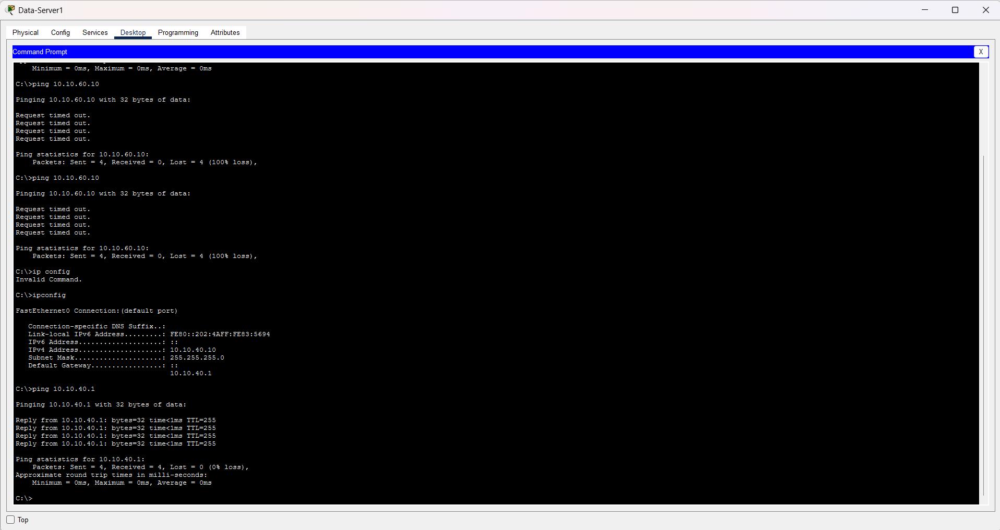 Data-Server1
Physical Config Services Desktop Programming Attributes
Command Prompt
X
Minimum = 0ms, Maximum = 0ms, Average = 0ms
C:\>ping 10.10.60.10
Pinging 10.10.60.10 with 32 bytes of data:
Request timed out.
Request timed out.
Request timed out.
Request timed out.
Ping statistics for 10.10.60.10:
Packets: Sent = 4, Received = 0, Lost = 4 (100% loss),
C:\>ping 10.10.60.10
Pinging 10.10.60.10 with 32 bytes of data:
Request timed out.
Request timed out.
Request timed out.
Request timed out.
Ping statistics for 10.10.60.10:
Packets: Sent = 4, Received = 0, Lost = 4 (100% loss),
C:\>ip config
Invalid Command.
C:\>ipconfig
FastEthernet0 Connection:(default port)
Connection-specific DNS Suffix..:
Link-local IPv6 Address.........: FE80::202:4AFF:FE83:5694
IPv6 Address....................: ::
IPv4 Address....................: 10.10.40.10
Subnet Mask.....................: 255.255.255.0
Default Gateway.................: ::
10.10.40.1
C:\>ping 10.10.40.1
Pinging 10.10.40.1 with 32 bytes of data:
Reply from 10.10.40.1: bytes=32 time<1ms TTL=255
Reply from 10.10.40.1: bytes=32 time<1ms TTL=255
Reply from 10.10.40.1: bytes=32 time<1ms TTL=255
Reply from 10.10.40.1: bytes=32 time<1ms TTL=255
Ping statistics for 10.10.40.1:
Packets: Sent = 4, Received = 4, Lost = 0 (0% loss),
Approximate round trip times in milli-seconds:
Minimum = 0ms, Maximum = 0ms, Average = 0ms
C:\>
Top